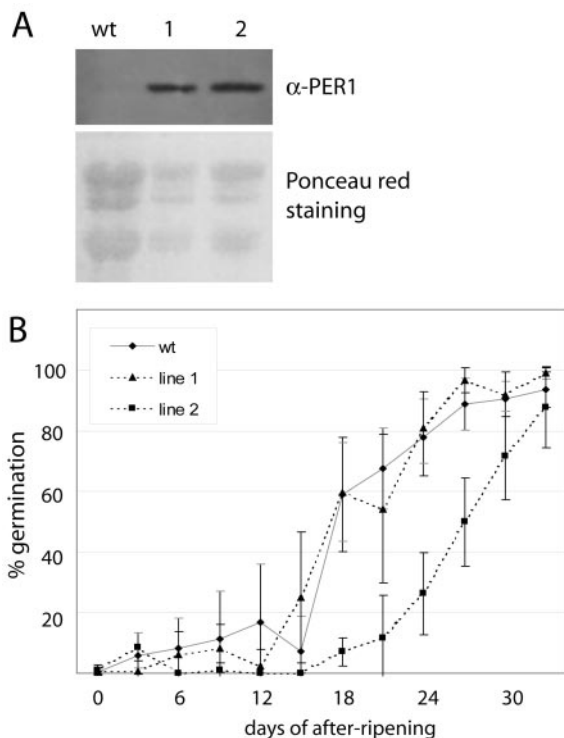 A
wt 1 2
α-PER1
Ponceau red
staining
B
wt
line 1
line 2
100
80
60
40
20
% germination
0 6 12 18 24 30
days of after-ripening